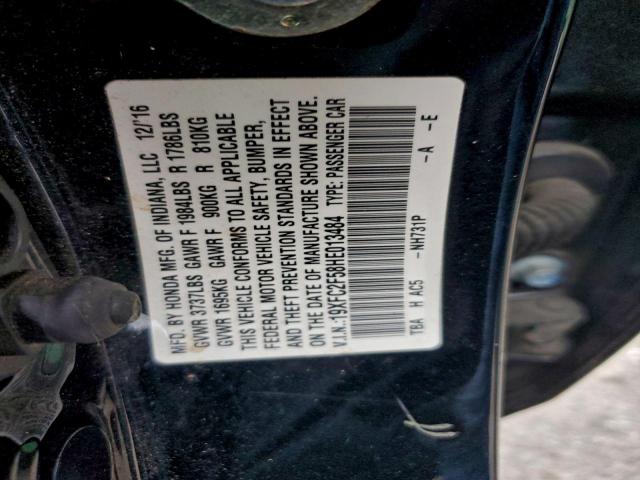 MFD. BY HONDA MFG. OF INDIANA, LLC 12/16
GVWR 3737LBS GAWR F 1984LBS R 1786LBS
GVWR 1695KG GAWR F 900KG R 810KG
THIS VEHICLE CONFORMS TO ALL APPLICABLE
FEDERAL MOTOR VEHICLE SAFETY, BUMPER,
AND THEFT PREVENTION STANDARDS IN EFFECT
ON THE DATE OF MANUFACTURE SHOWN ABOVE.
V.I.N.:19XFC2F58HE013484 TYPE: PASSENGER CAR
TBA H AC5 -NH731P -A -E